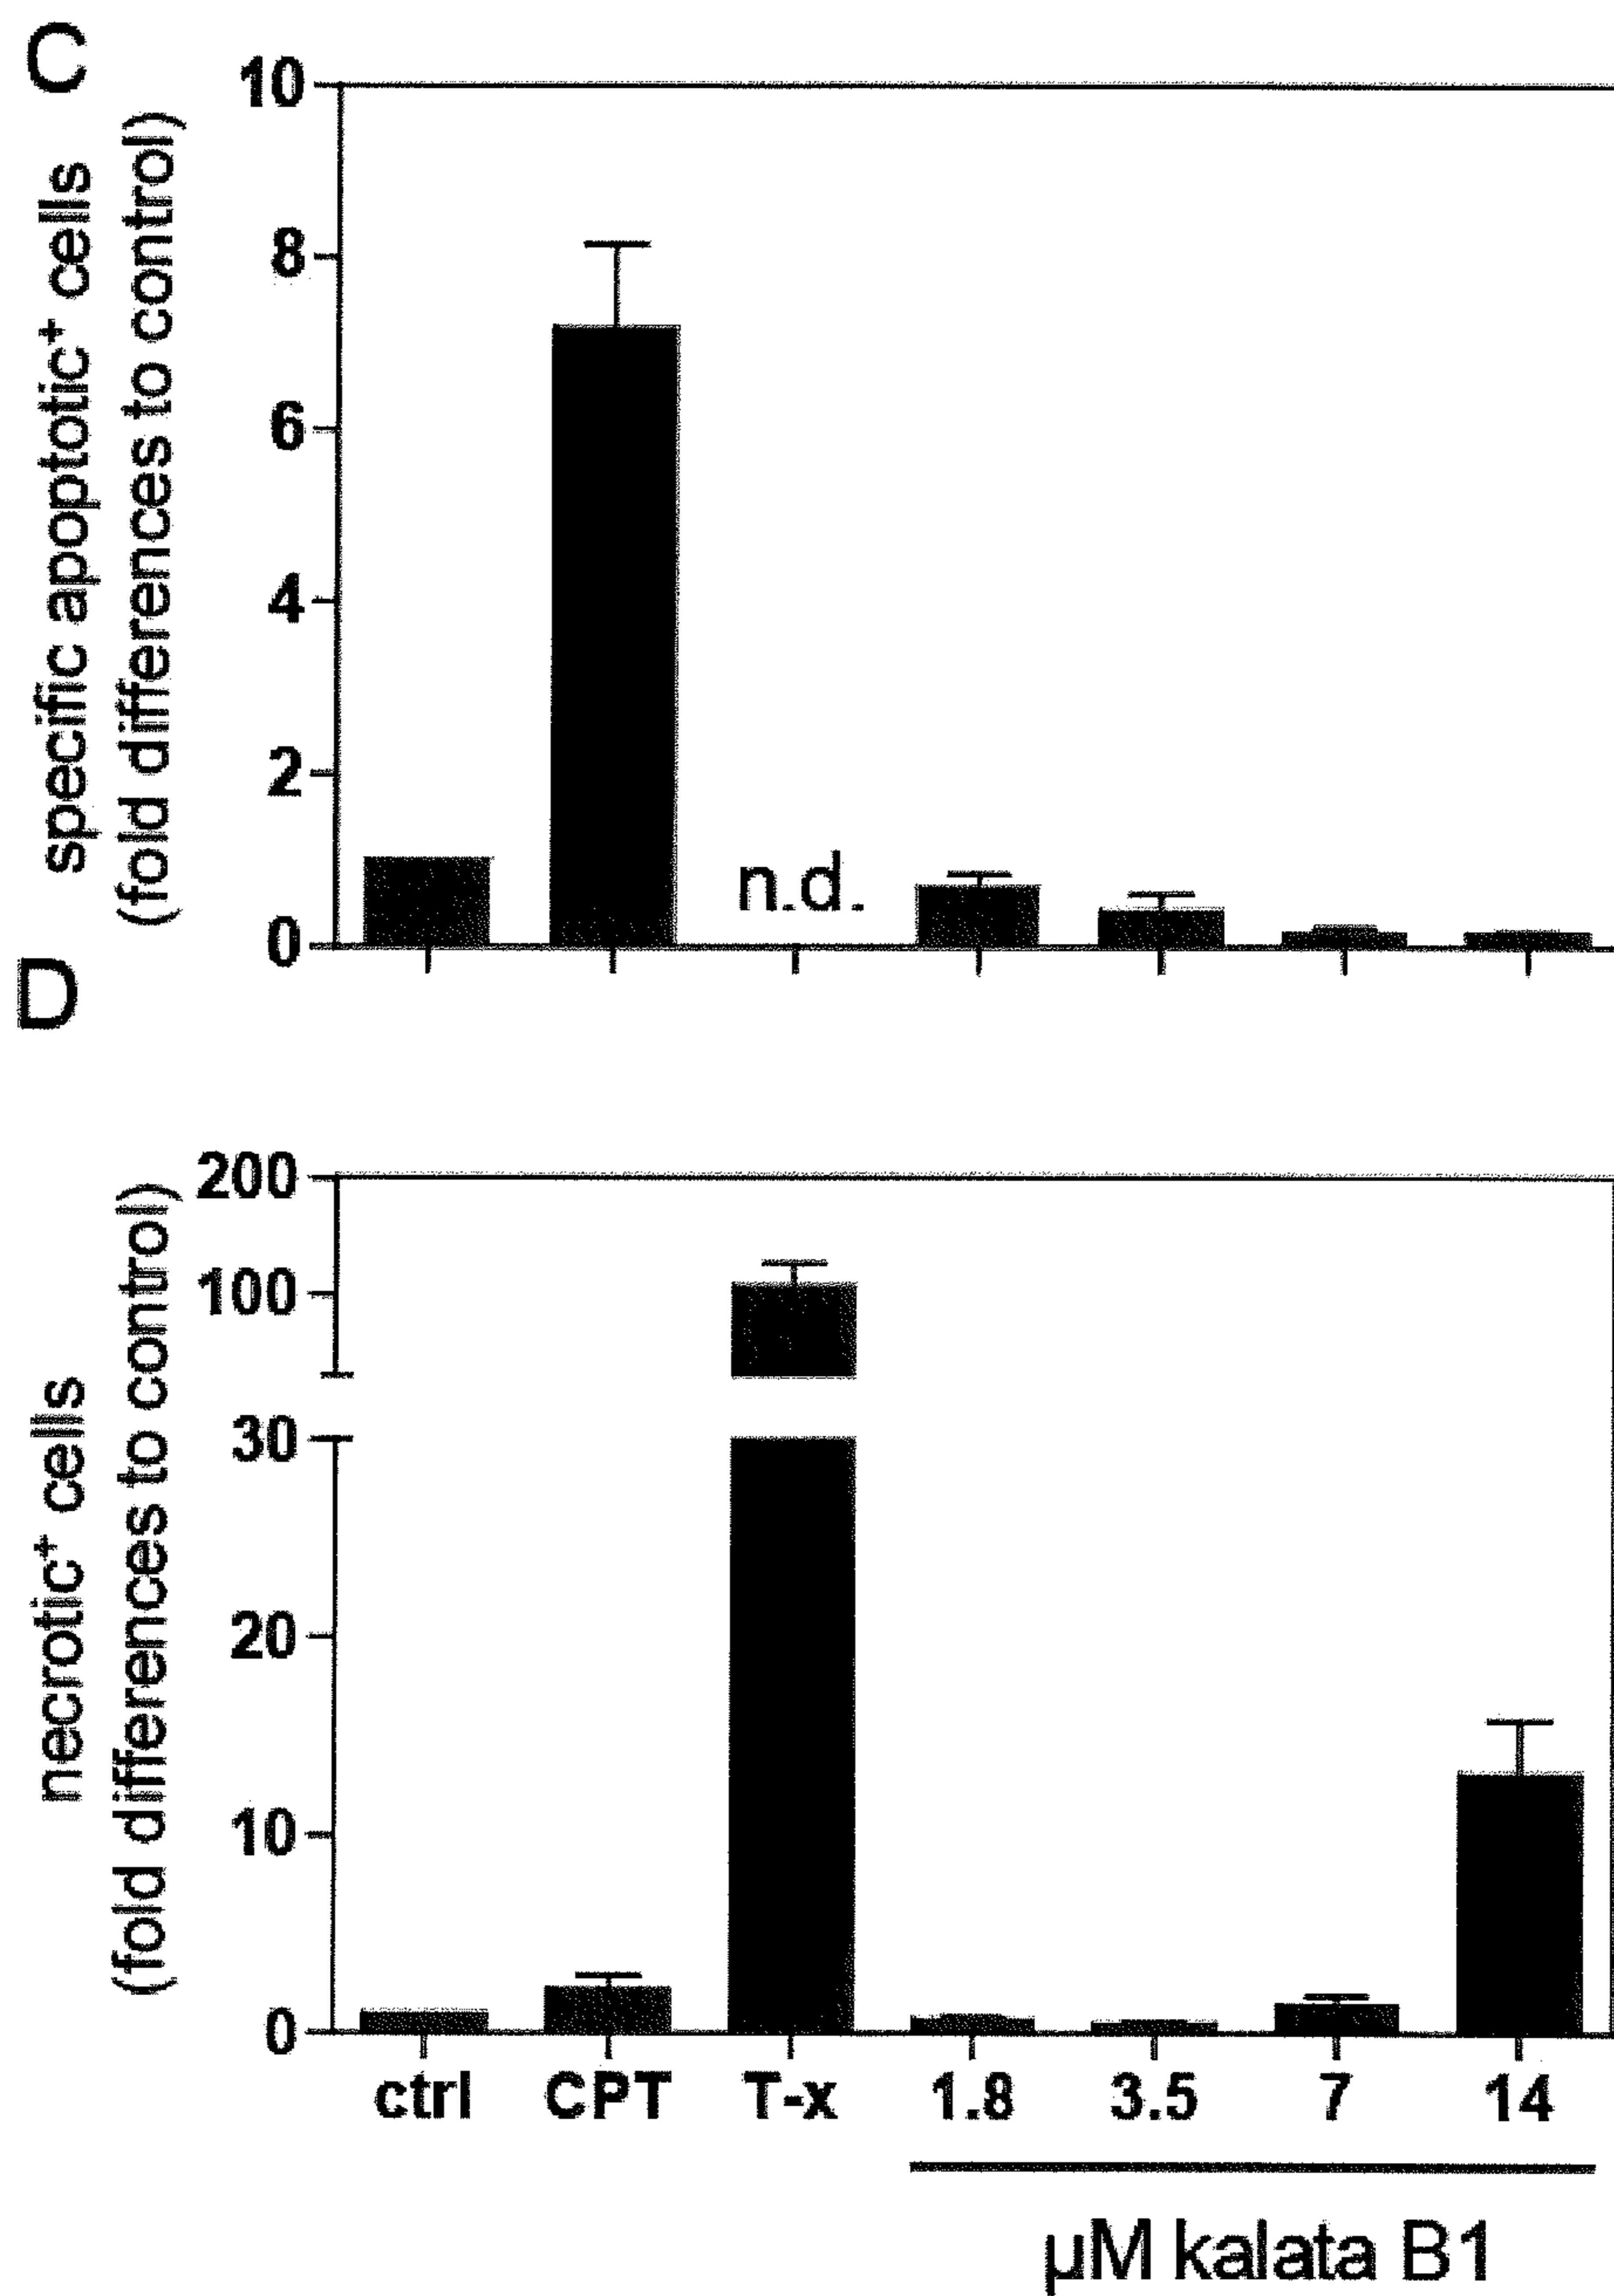 C
specific apoptotic⁺ cells
(fold differences to control)
10
8
6
4
2
0
n.d.
D
necrotic⁺ cells
(fold differences to control)
200
100
30
20
10
0
ctrl CPT T-x 1.8 3.5 7 14
µM kalata B1